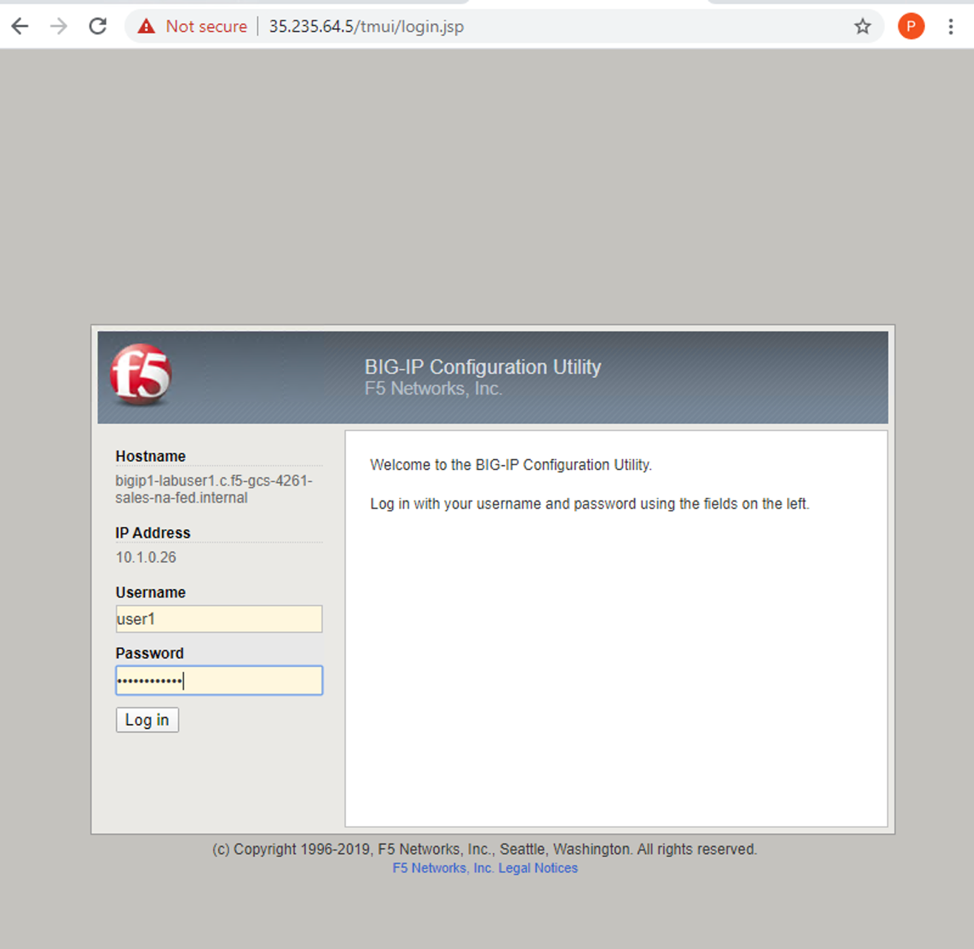 Not secure | 35.235.64.5/tmui/login.jsp
P
f5
BIG-IP Configuration Utility
F5 Networks, Inc.
Hostname
bigip1-labuser1.c.f5-gcs-4261-
sales-na-fed.internal
IP Address
10.1.0.26
Username
user1
Password
••••••••••••
Log in
Welcome to the BIG-IP Configuration Utility.
Log in with your username and password using the fields on the left.
(c) Copyright 1996-2019, F5 Networks, Inc., Seattle, Washington. All rights reserved.
F5 Networks, Inc. Legal Notices